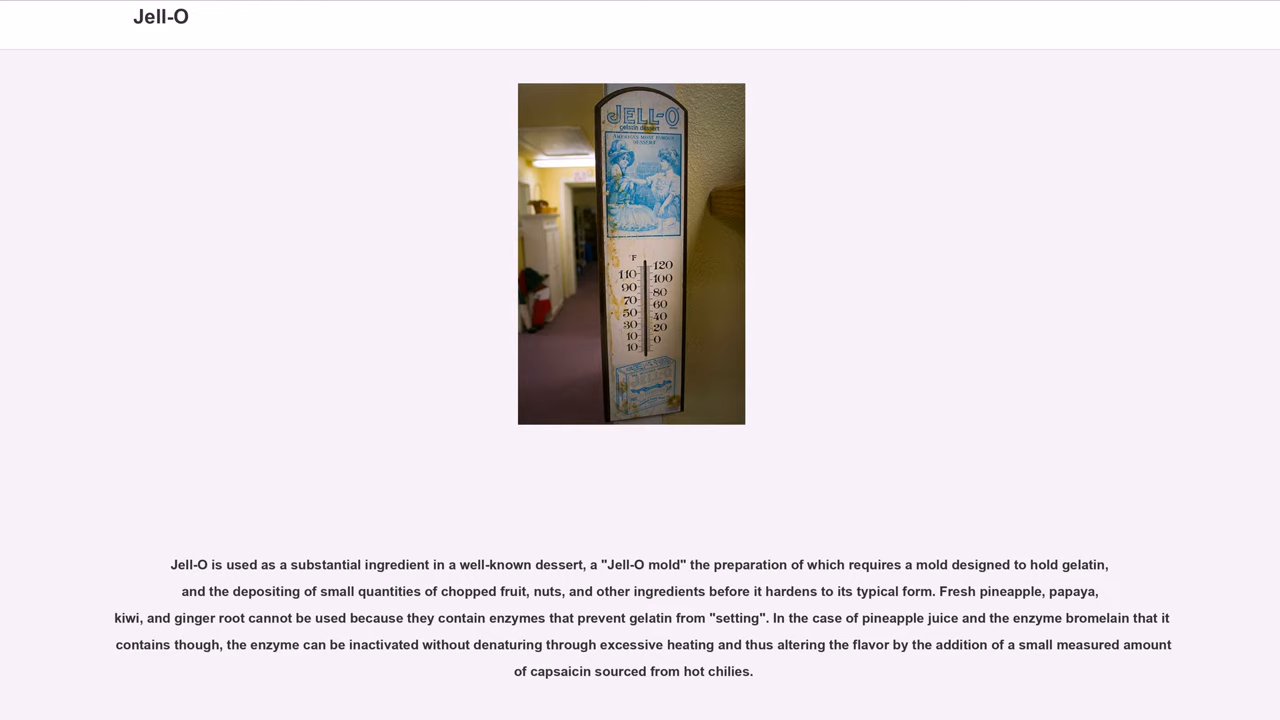 Jell-O
JELL-O
gelatin dessert
AMERICA'S MOST FAMOUS
DESSERT
°F
120
110
100
90
80
70
60
50
40
30
20
10
0
10
Jell-O is used as a substantial ingredient in a well-known dessert, a "Jell-O mold" the preparation of which requires a mold designed to hold gelatin,
and the depositing of small quantities of chopped fruit, nuts, and other ingredients before it hardens to its typical form. Fresh pineapple, papaya,
kiwi, and ginger root cannot be used because they contain enzymes that prevent gelatin from "setting". In the case of pineapple juice and the enzyme bromelain that it
contains though, the enzyme can be inactivated without denaturing through excessive heating and thus altering the flavor by the addition of a small measured amount
of capsaicin sourced from hot chilies.